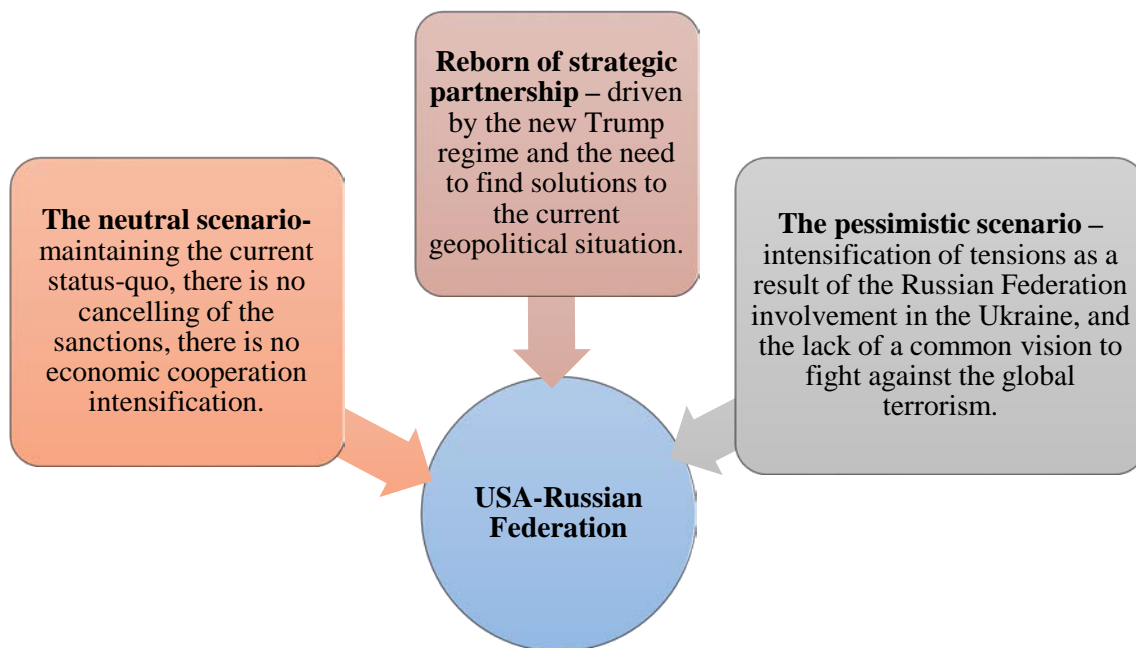 The neutral scenario-
maintaining the current
status-quo, there is no
cancelling of the
sanctions, there is no
economic cooperation
intensification.
Reborn of strategic
partnership – driven
by the new Trump
regime and the need
to find solutions to
the current
geopolitical situation.
The pessimistic scenario –
intensification of tensions as a
result of the Russian Federation
involvement in the Ukraine, and
the lack of a common vision to
fight against the global
terrorism.
USA-Russian
Federation